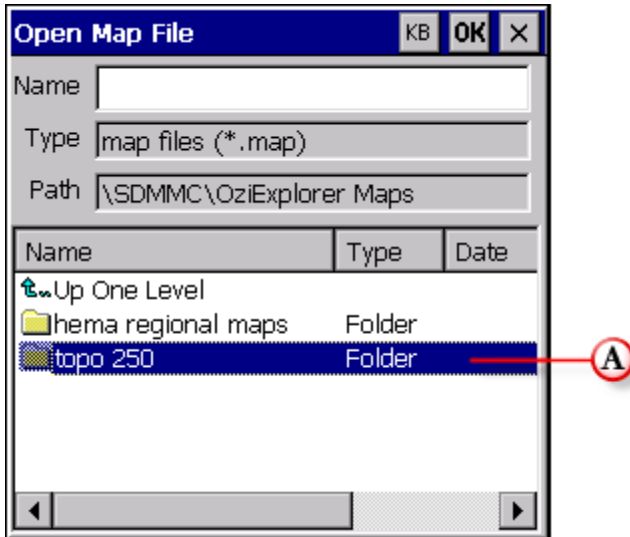 Open Map File KB OK ×
Name
Type map files (*.map)
Path \SDMMC\OziExplorer Maps
Name Type Date
Up One Level
hema regional maps Folder
topo 250 Folder A